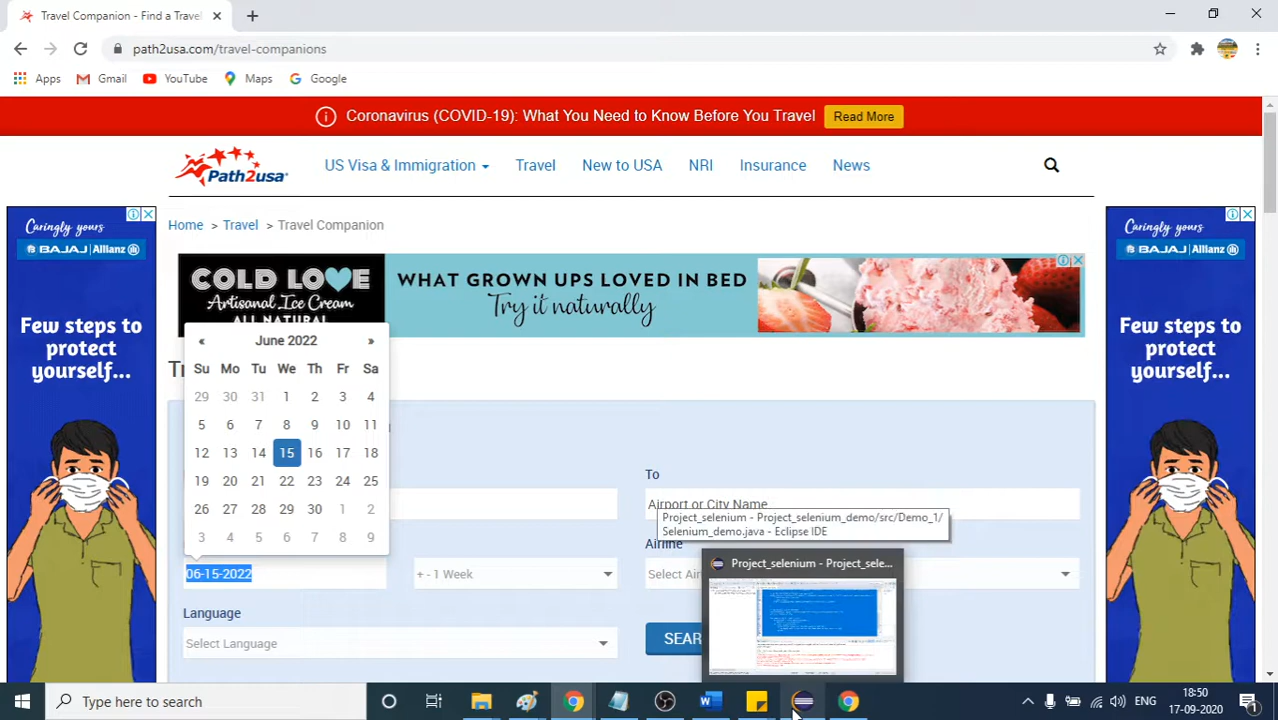 Travel Companion - Find a Travel
path2usa.com/travel-companions
Apps Gmail YouTube Maps Google
Coronavirus (COVID-19): What You Need to Know Before You Travel Read More
Path2usa
US Visa & Immigration Travel New to USA NRI Insurance News
Home > Travel > Travel Companion
Caringly yours
BAJAJ Allianz
Few steps to
protect
yourself...
COLD LOVE
Artisanal Ice Cream
ALL NATURAL
WHAT GROWN UPS LOVED IN BED
Try it naturally
Caringly yours
BAJAJ Allianz
Few steps to
protect
yourself...
« June 2022 »
Su Mo Tu We Th Fr Sa
29 30 31 1 2 3 4
5 6 7 8 9 10 11
12 13 14 15 16 17 18
19 20 21 22 23 24 25
26 27 28 29 30 1 2
3 4 5 6 7 8 9
To
Airport or City Name
Project_selenium - Project_selenium_demo/src/Demo_1/
Selenium_demo.java - Eclipse IDE
Airline
06-15-2022
+ - 1 Week
Select Air
Project_selenium - Project_sele...
Language
Select Language
SEAR
Type here to search
ENG
18:50
17-09-2020
1